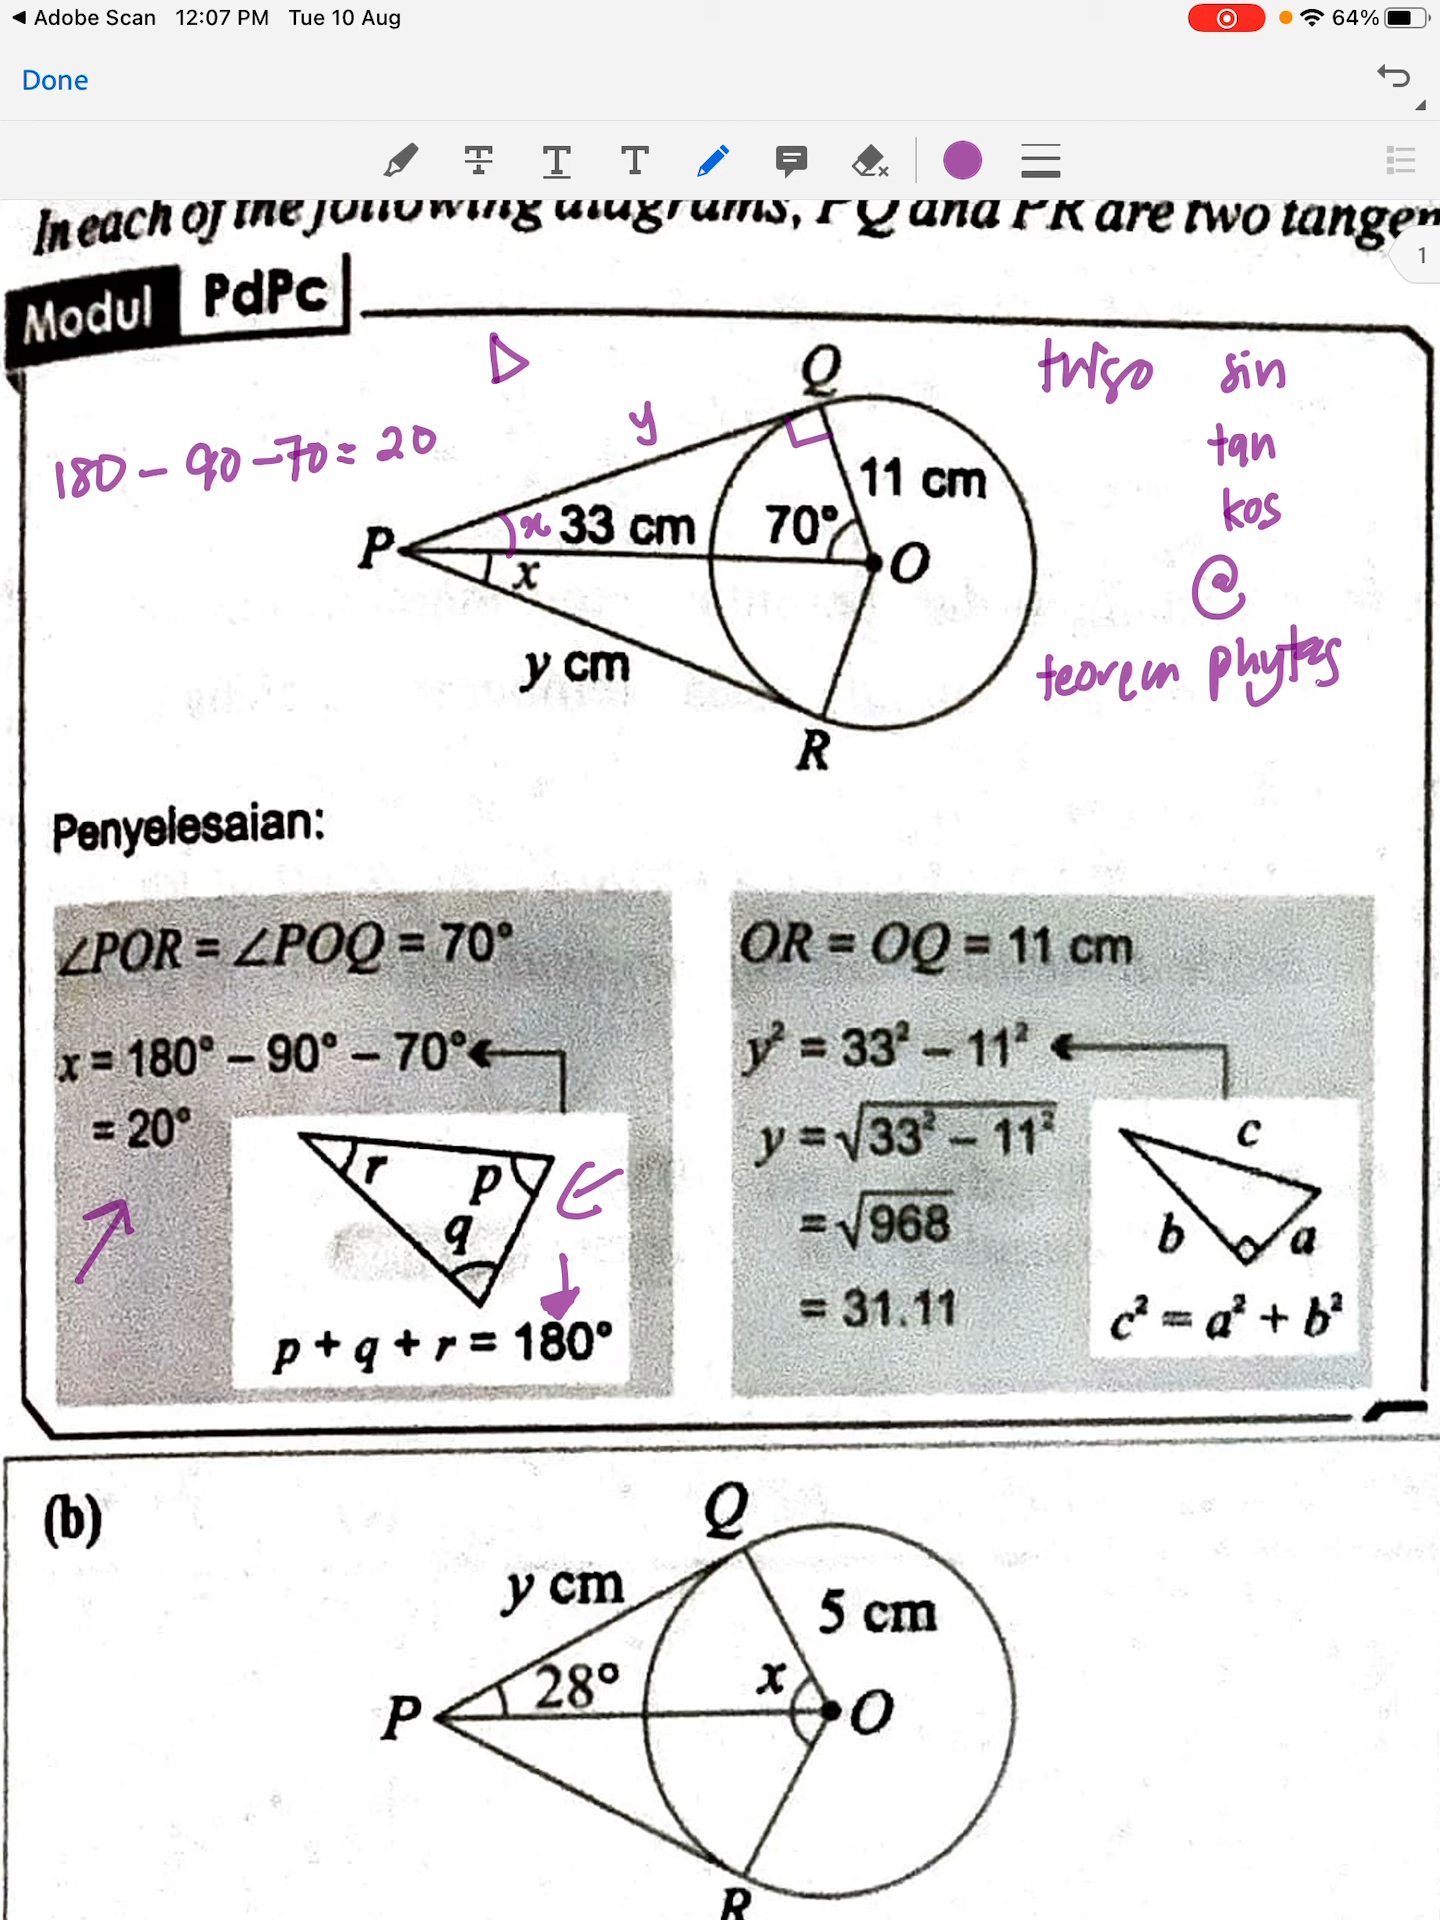 ◀ Adobe Scan 12:07 PM Tue 10 Aug 64%
Done
T T T
In each of the following diagrams, PQ and PR are two tangen
1
Modul PdPc
Q
trigo sin
y
180 - 90 - 70 = 20
tan
11 cm
kos
P x 33 cm 70° O
x
@
y cm
teorem phytas
R
Penyelesaian:
∠POR = ∠POQ = 70°
x = 180° – 90° – 70°
= 20°
r p
q
p + q + r = 180°
OR = OQ = 11 cm
y² = 33² – 11²
y = √33² – 11²
= √968
= 31.11
c
b a
c² = a² + b²
(b)
Q
y cm
5 cm
28° x
P O
R